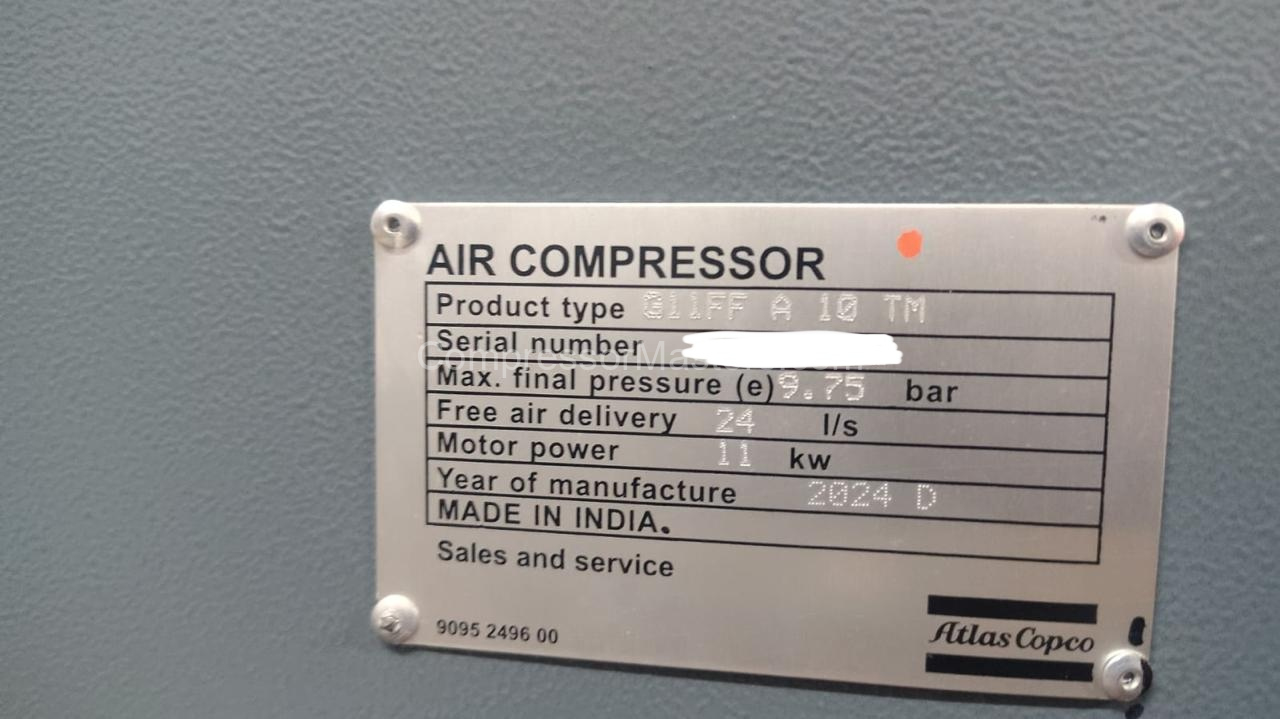 AIR COMPRESSOR
Product type G11FF A 10 TM
Serial number
Max. final pressure (e) 9.75 bar
Free air delivery 24 l/s
Motor power 11 kw
Year of manufacture 2024 D
MADE IN INDIA.
Sales and service
9095 2496 00
Atlas Copco